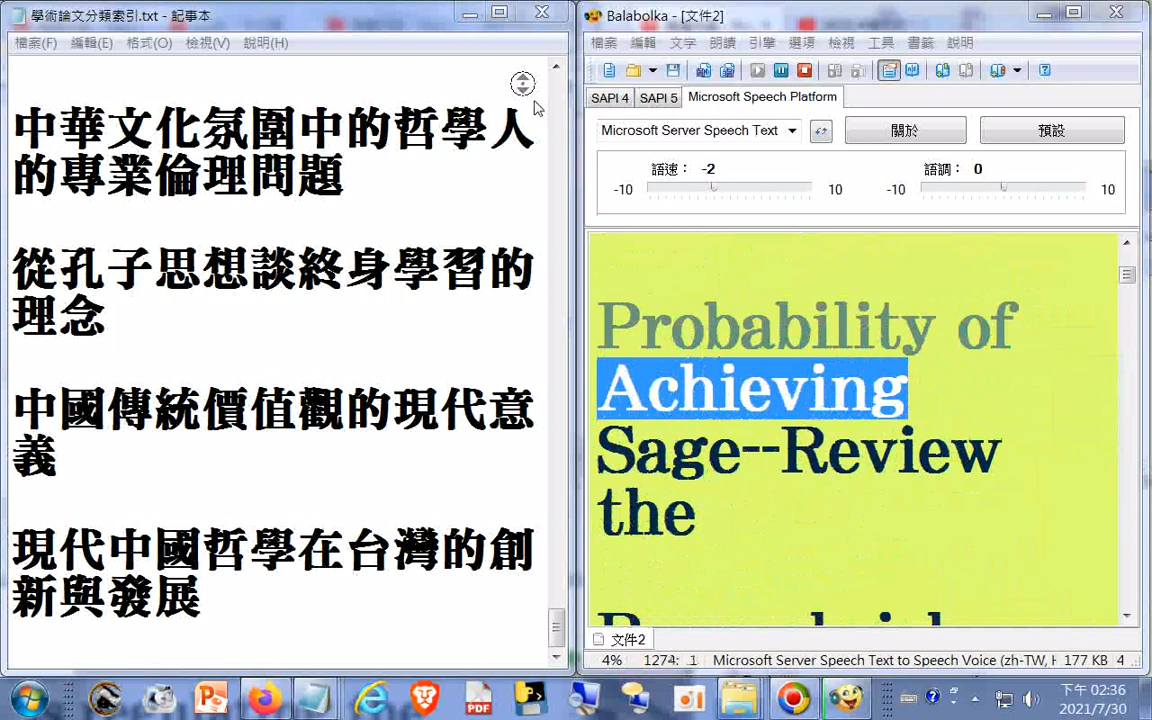 學術論文分類索引.txt - 記事本
檔案(F) 編輯(E) 格式(O) 檢視(V) 說明(H)
中華文化氛圍中的哲學人
的專業倫理問題
從孔子思想談終身學習的
理念
中國傳統價值觀的現代意
義
現代中國哲學在台灣的創
新與發展
Balabolka - [文件2]
檔案 編輯 文字 朗讀 引擎 選項 檢視 工具 書籤 說明
SAPI 4 SAPI 5 Microsoft Speech Platform
Microsoft Server Speech Text 關於 預設
語速： -2 語調： 0
-10 10 -10 10
Probability of
Achieving
Sage--Review
the
文件2
4% 1274: 1 Microsoft Server Speech Text to Speech Voice (zh-TW, H 177 KB 4
PDF
下午 02:36
2021/7/30